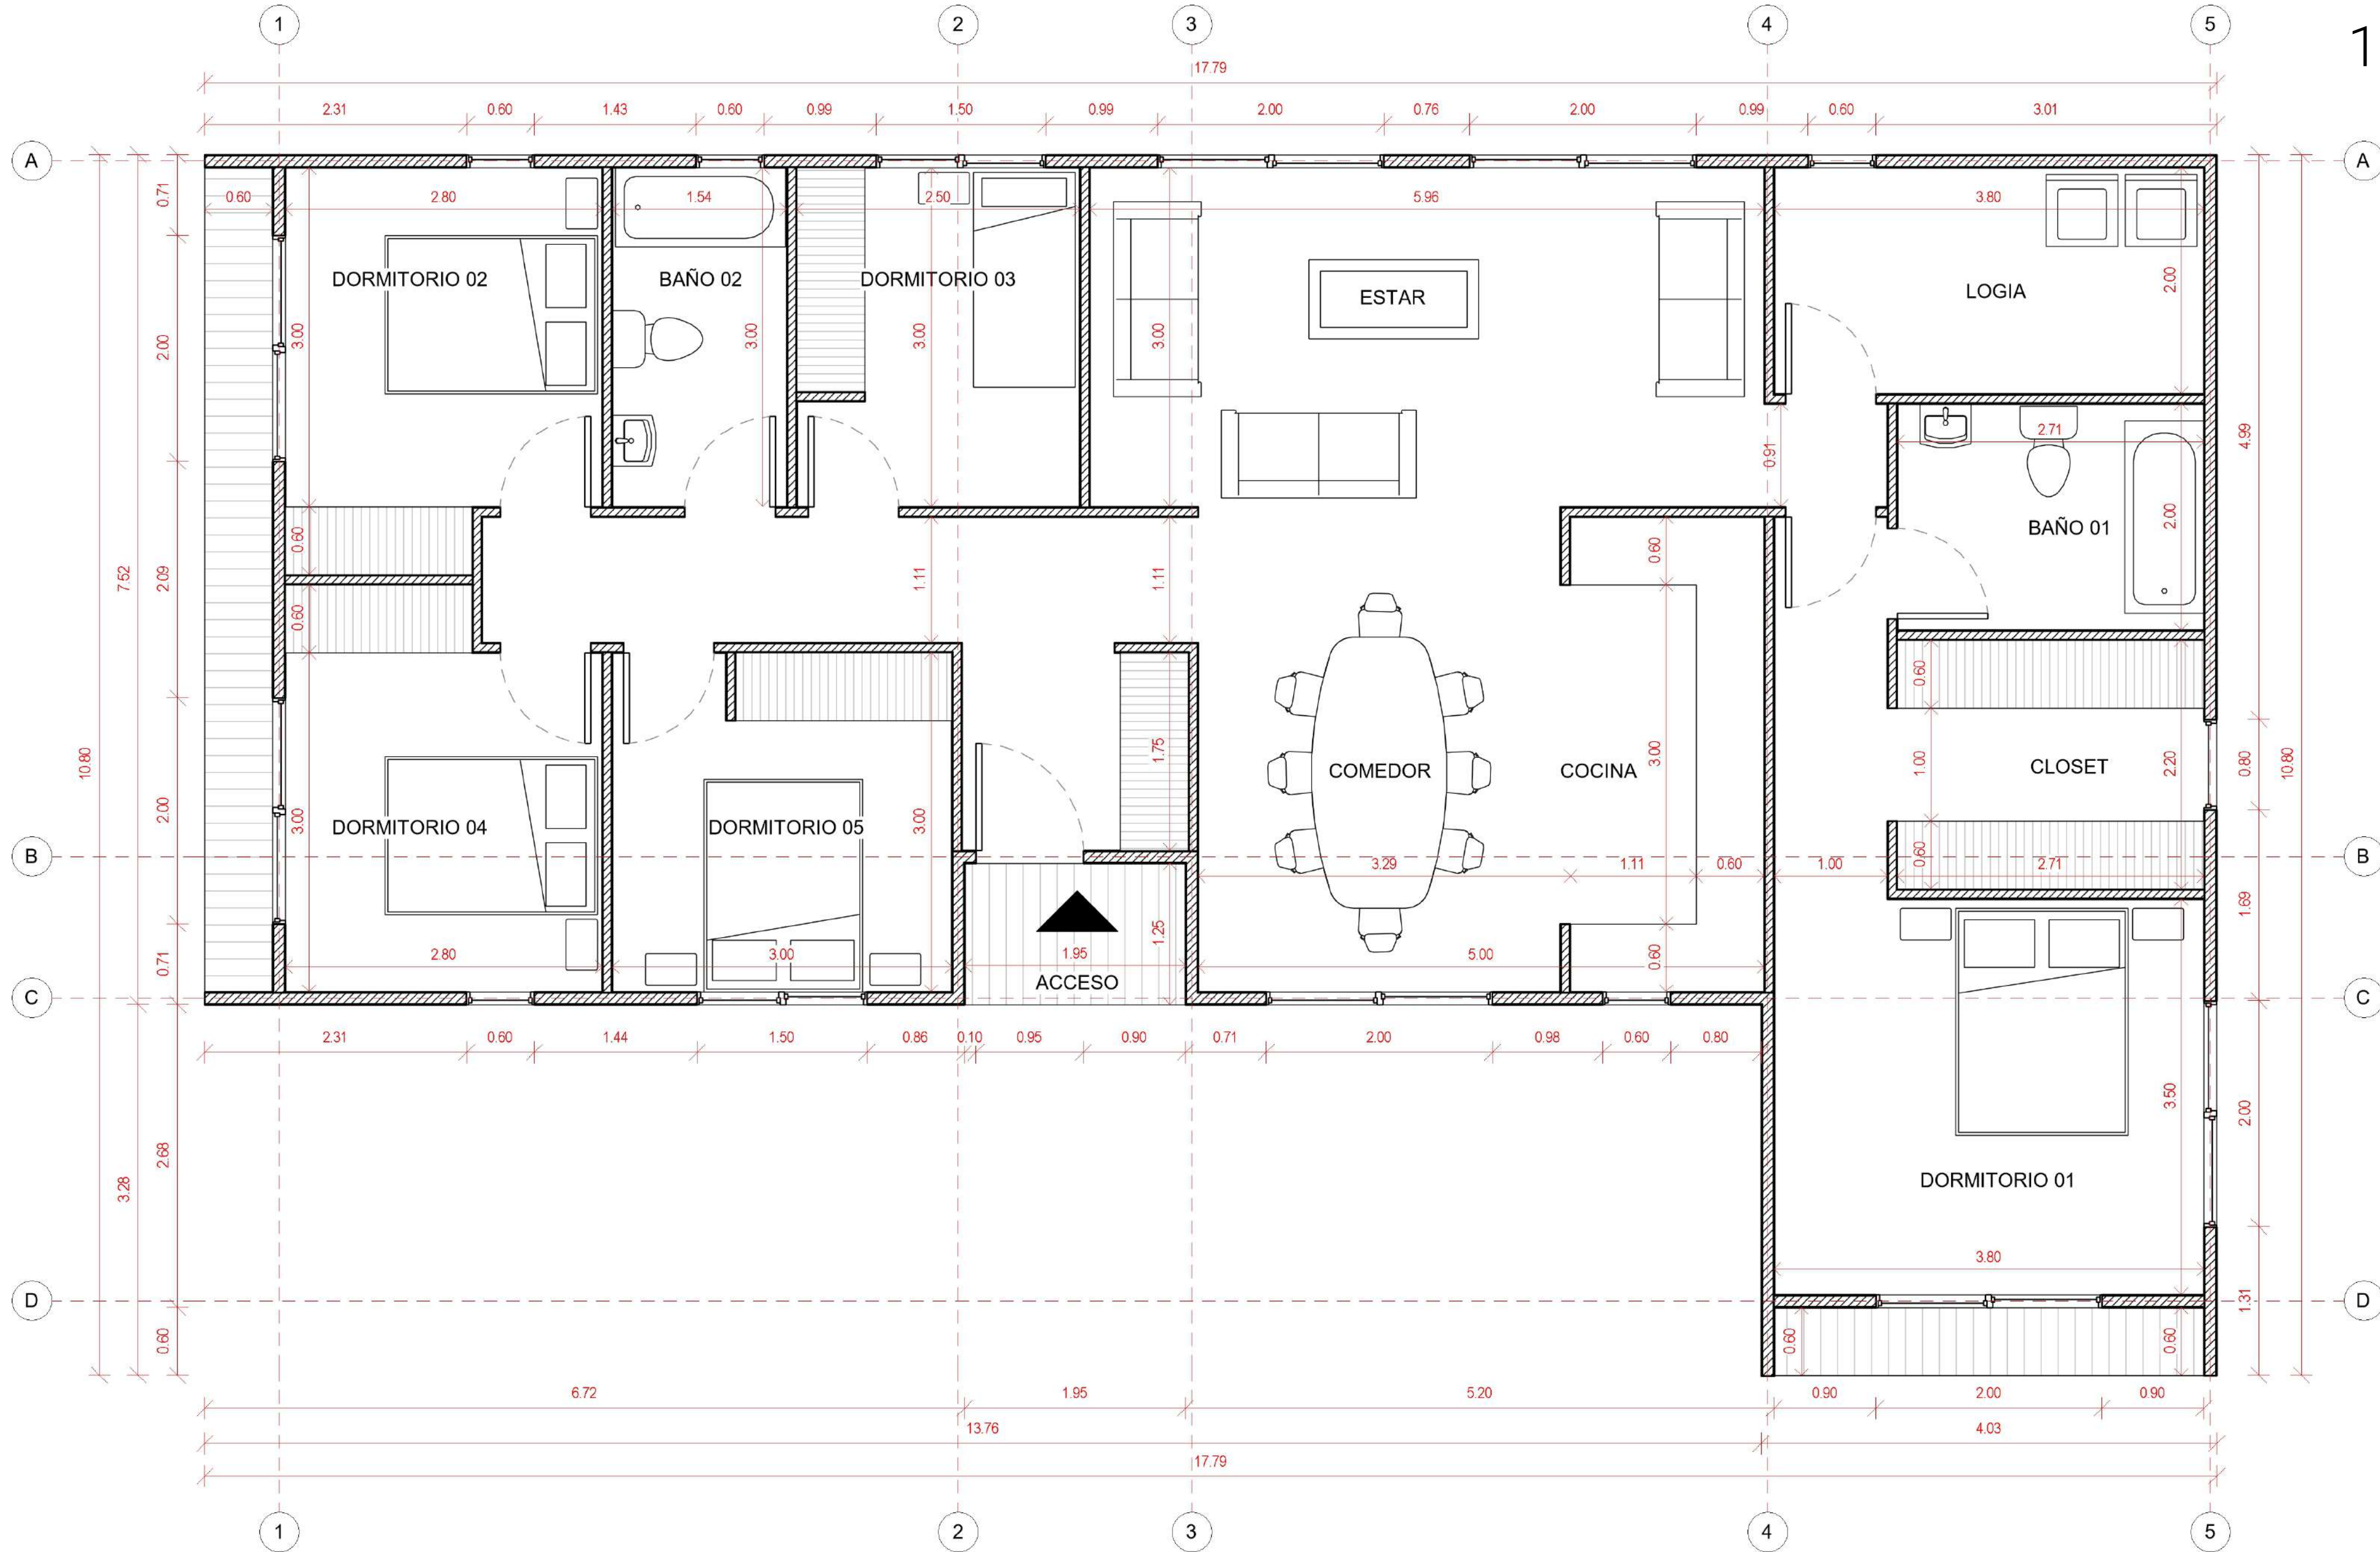 1 2 3 4 5
1
17.79
2.31 0.60 1.43 0.60 0.99 1.50 0.99 2.00 0.76 2.00 0.99 0.60 3.01
A A
0.71 0.60 2.80 1.54 2.50 5.96 3.80
DORMITORIO 02 BAÑO 02 DORMITORIO 03 ESTAR LOGIA 2.00
2.00 3.00 3.00 3.00 3.00
0.91 2.71 4.99
0.60 1.11 1.11 0.60 BAÑO 01 2.00
7.52 2.09
0.60 0.60
10.80 1.75 3.00 1.00 2.20 0.80 10.80
COMEDOR COCINA CLOSET
2.00 3.00 3.00
DORMITORIO 04 DORMITORIO 05
B B
3.29 1.11 0.60 1.00 0.60 2.71
1.69
0.71 2.80 3.00 1.95 1.25 5.00 0.60
ACCESO
C C
2.31 0.60 1.44 1.50 0.86 0.10 0.95 0.90 0.71 2.00 0.98 0.60 0.80
3.50 2.00
2.68
3.28 DORMITORIO 01
3.80
D D
1.31
0.60 0.60 0.60
6.72 1.95 5.20 0.90 2.00 0.90
13.76 4.03
17.79
1 2 3 4 5